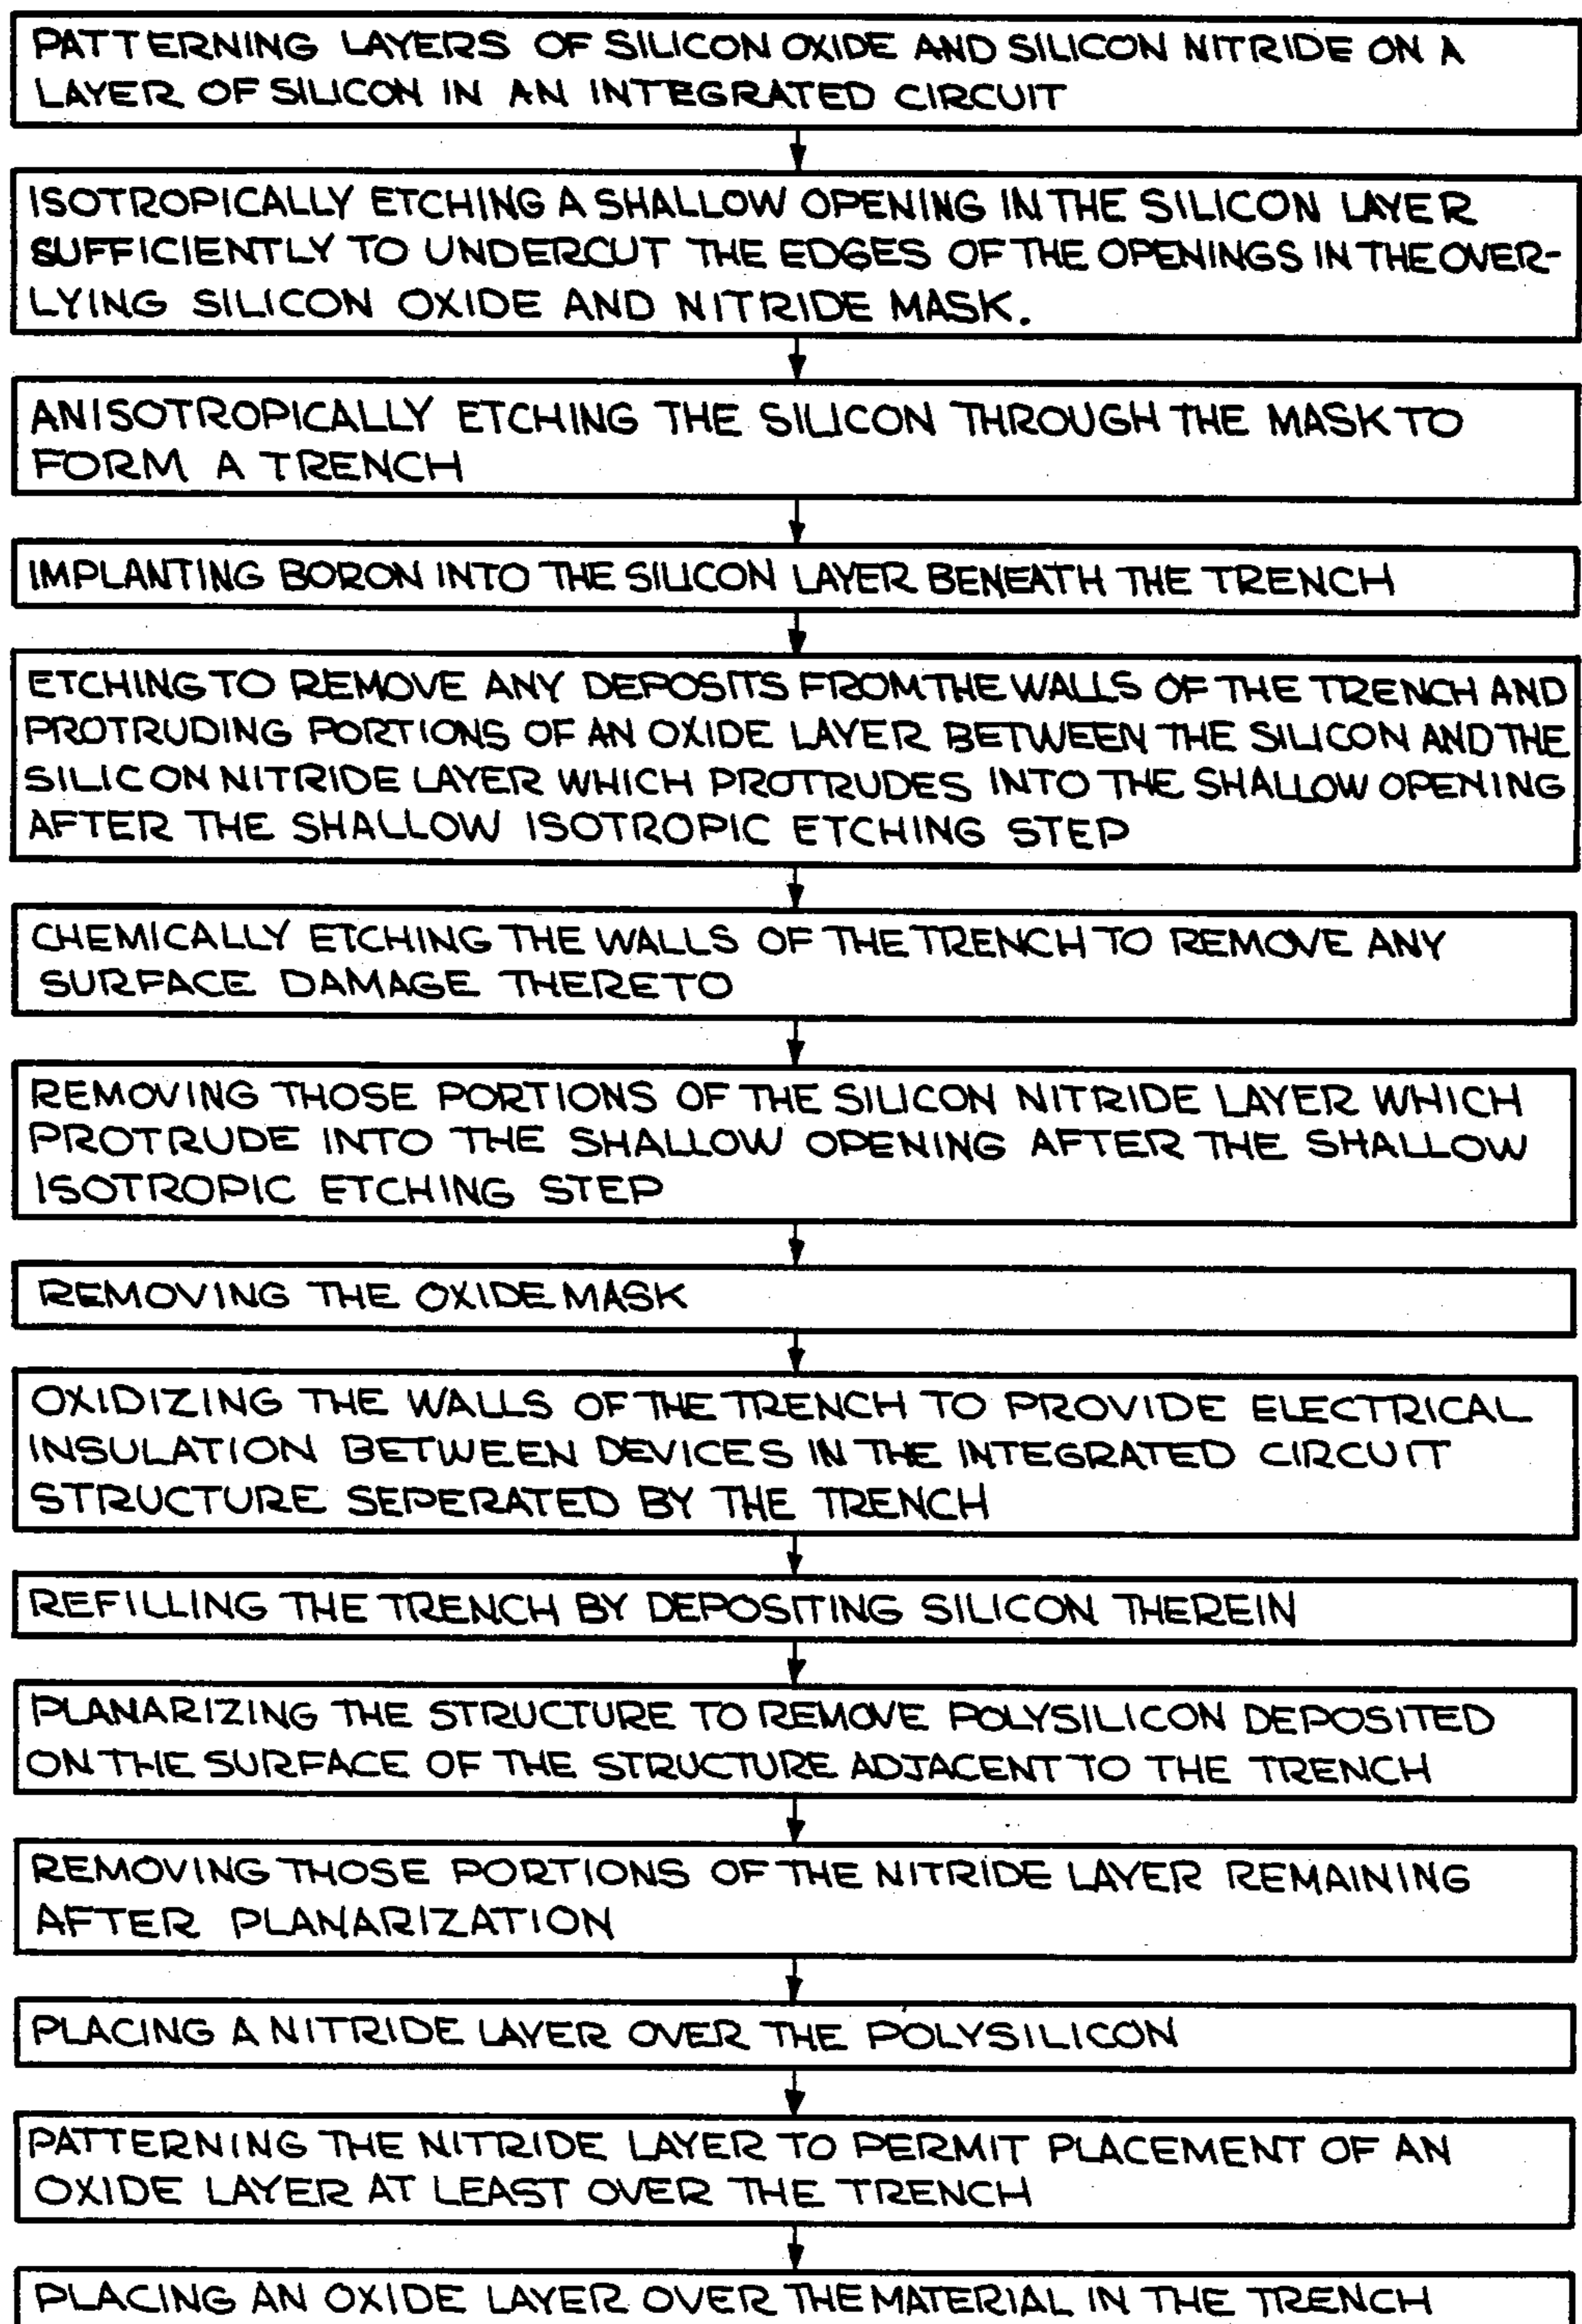 PATTERNING LAYERS OF SILICON OXIDE AND SILICON NITRIDE ON A
LAYER OF SILICON IN AN INTEGRATED CIRCUIT
ISOTROPICALLY ETCHING A SHALLOW OPENING IN THE SILICON LAYER
SUFFICIENTLY TO UNDERCUT THE EDGES OF THE OPENINGS IN THE OVER-
LYING SILICON OXIDE AND NITRIDE MASK.
ANISOTROPICALLY ETCHING THE SILICON THROUGH THE MASK TO
FORM A TRENCH
IMPLANTING BORON INTO THE SILICON LAYER BENEATH THE TRENCH
ETCHING TO REMOVE ANY DEPOSITS FROM THE WALLS OF THE TRENCH AND
PROTRUDING PORTIONS OF AN OXIDE LAYER BETWEEN THE SILICON AND THE
SILICON NITRIDE LAYER WHICH PROTRUDES INTO THE SHALLOW OPENING
AFTER THE SHALLOW ISOTROPIC ETCHING STEP
CHEMICALLY ETCHING THE WALLS OF THE TRENCH TO REMOVE ANY
SURFACE DAMAGE THERETO
REMOVING THOSE PORTIONS OF THE SILICON NITRIDE LAYER WHICH
PROTRUDE INTO THE SHALLOW OPENING AFTER THE SHALLOW
ISOTROPIC ETCHING STEP
REMOVING THE OXIDE MASK
OXIDIZING THE WALLS OF THE TRENCH TO PROVIDE ELECTRICAL
INSULATION BETWEEN DEVICES IN THE INTEGRATED CIRCUIT
STRUCTURE SEPERATED BY THE TRENCH
REFILLING THE TRENCH BY DEPOSITING SILICON THEREIN
PLANARIZING THE STRUCTURE TO REMOVE POLYSILICON DEPOSITED
ON THE SURFACE OF THE STRUCTURE ADJACENT TO THE TRENCH
REMOVING THOSE PORTIONS OF THE NITRIDE LAYER REMAINING
AFTER PLANARIZATION
PLACING A NITRIDE LAYER OVER THE POLYSILICON
PATTERNING THE NITRIDE LAYER TO PERMIT PLACEMENT OF AN
OXIDE LAYER AT LEAST OVER THE TRENCH
PLACING AN OXIDE LAYER OVER THE MATERIAL IN THE TRENCH